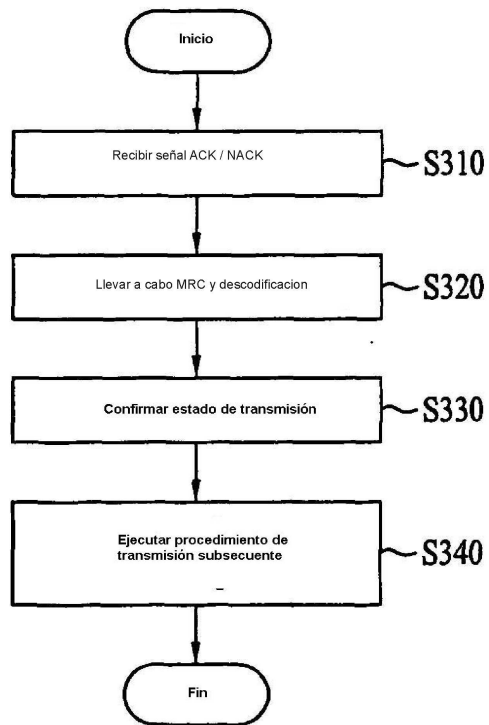 Inicio
Recibir señal ACK / NACK
S310
Llevar a cabo MRC y descodificacion
S320
Confirmar estado de transmisión
S330
Ejecutar procedimiento de
transmisión subsecuente
S340
Fin